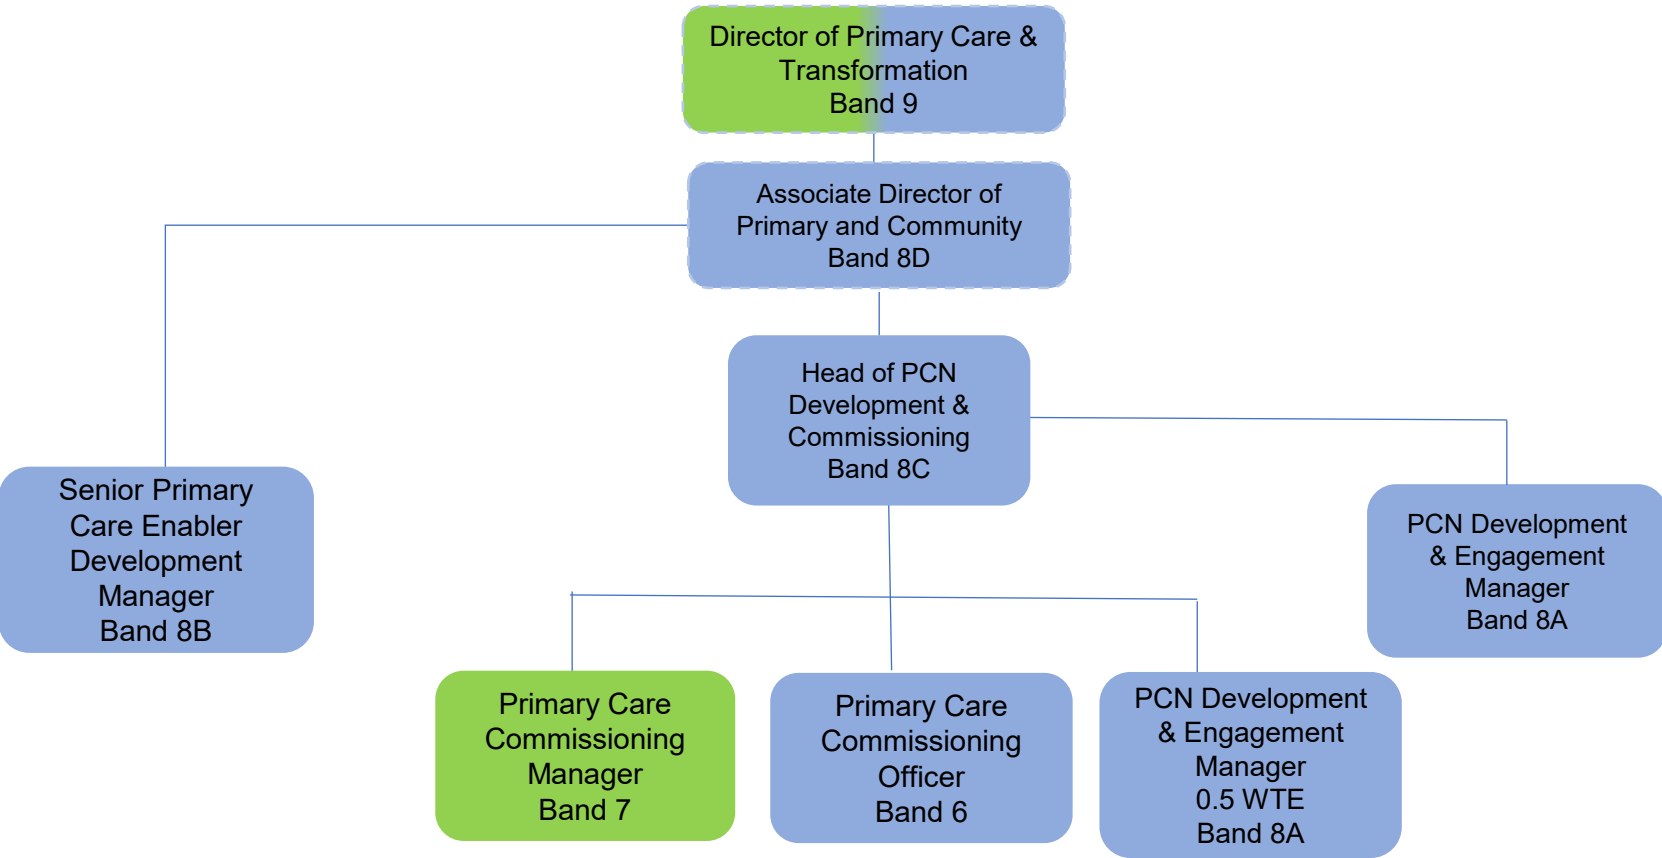 Director of Primary Care &
Transformation
Band 9
Associate Director of
Primary and Community
Band 8D
Head of PCN
Development &
Commissioning
Band 8C
Senior Primary
Care Enabler
Development
Manager
Band 8B
PCN Development
& Engagement
Manager
Band 8A
Primary Care
Commissioning
Manager
Band 7
Primary Care
Commissioning
Officer
Band 6
PCN Development
& Engagement
Manager
0.5 WTE
Band 8A